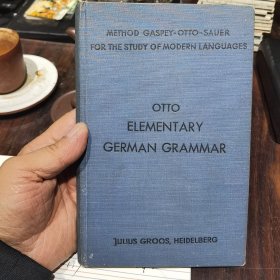 METHOD GASPEY-OTTO-SAUER
FOR THE STUDY OF MODERN LANGUAGES
OTTO
ELEMENTARY
GERMAN GRAMMAR
JULIUS GROOS, HEIDELBERG